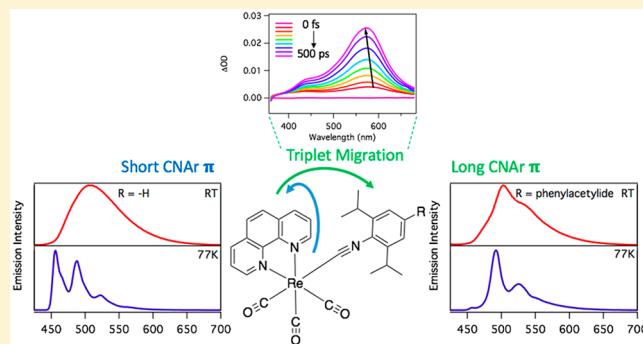 0.03
0.02
0.01
0.00
ΔOD
0 fs
500 ps
400 500 600
Wavelength (nm)
Short CNAr π
Triplet Migration
Long CNAr π
Emission Intensity
R = -H RT
77K
450 500 550 600 650 700
N
N
N
R
Re
OC
C
O
CO
Emission Intensity
R = phenylacetylide RT
77K
450 500 550 600 650 700